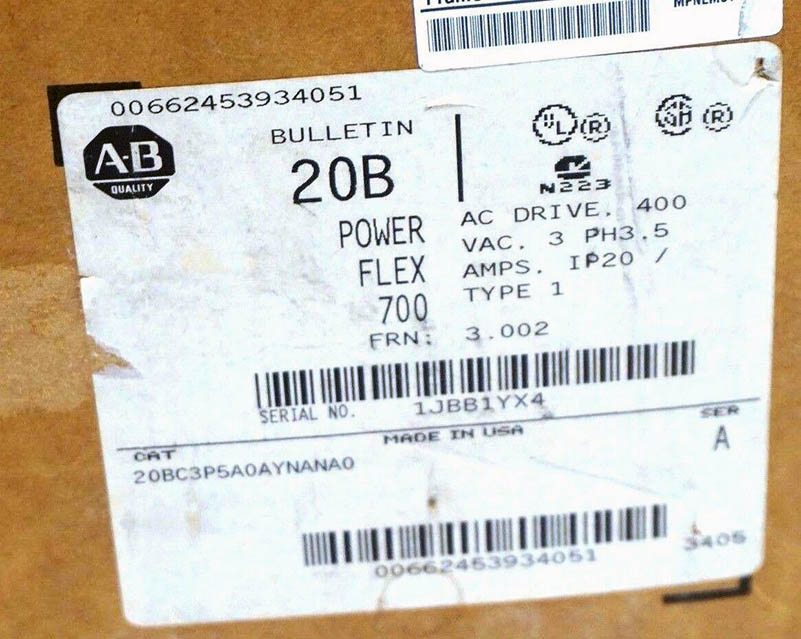 00662453934051
A-B
QUALITY
BULLETIN
20B
POWER
FLEX
700
FRN: 3.002
UL ®
®
N223
AC DRIVE. 400
VAC. 3 PH3.5
AMPS. IP20 /
TYPE 1
SERIAL NO. 1JBB1YX4
MADE IN USA
CAT
20BC3P5A0AYNANA0
SER
A
00662453934051
3405